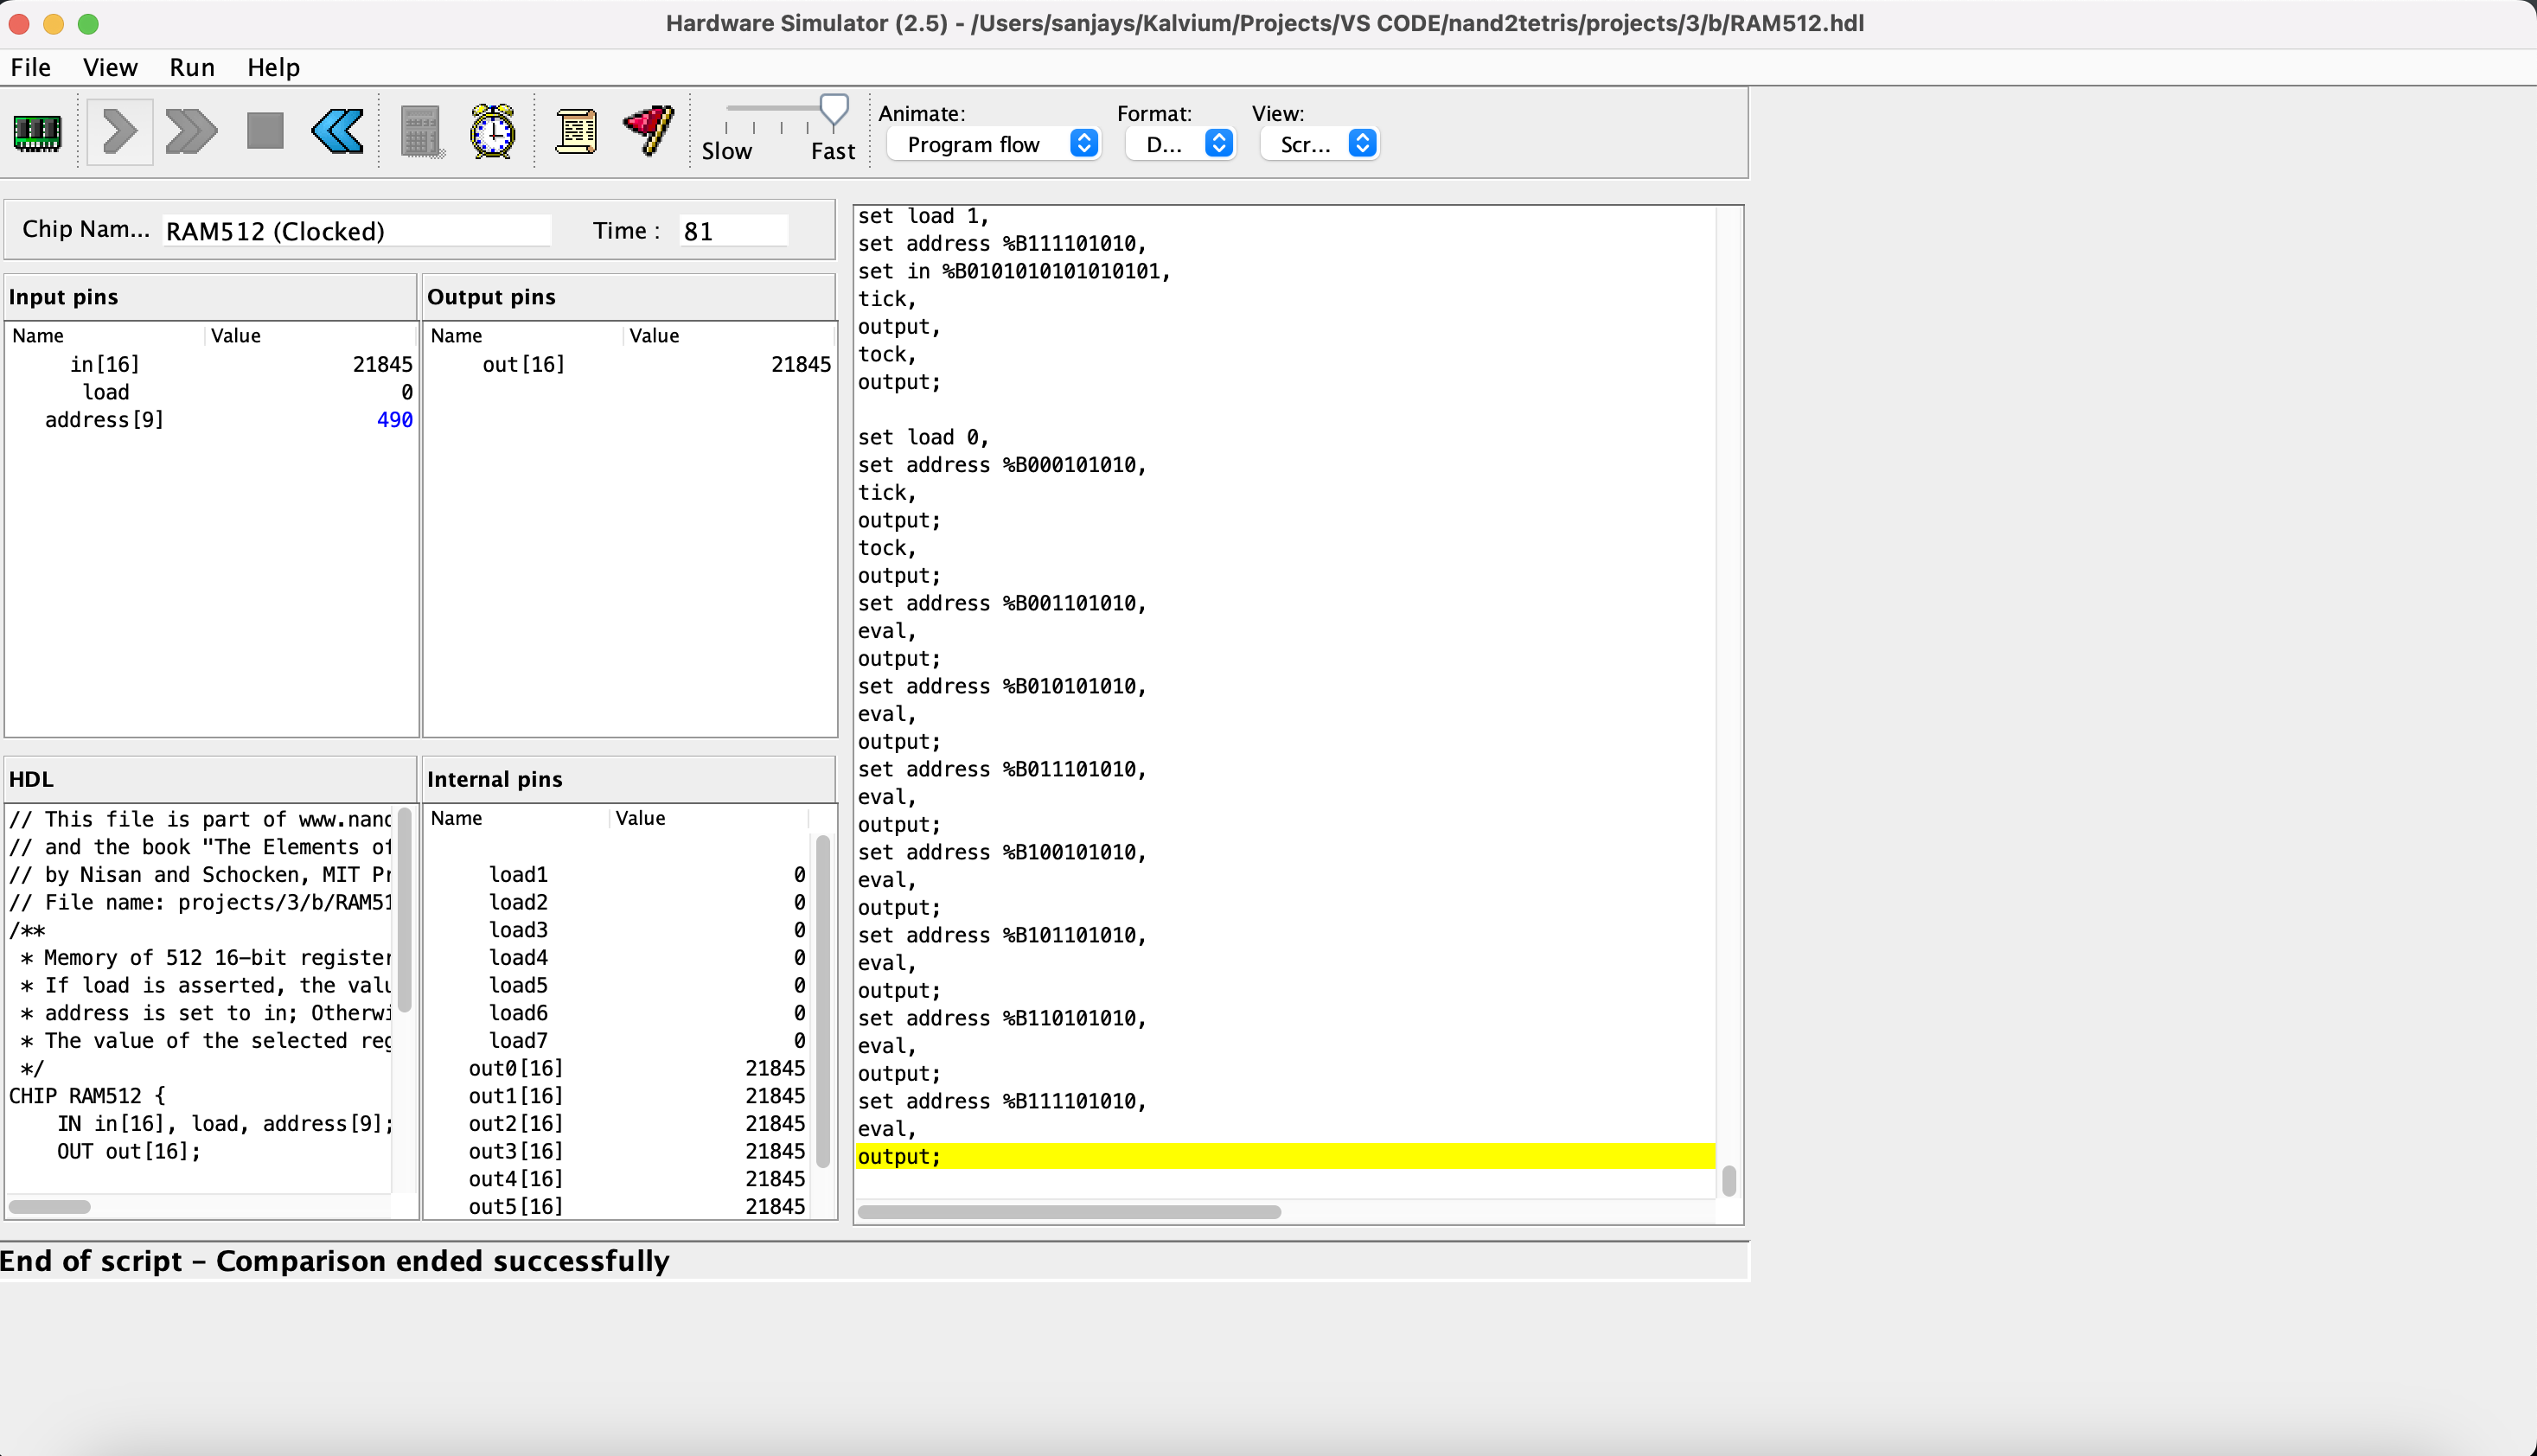 Hardware Simulator (2.5) - /Users/sanjays/Kalvium/Projects/VS CODE/nand2tetris/projects/3/b/RAM512.hdl
File View Run Help
Slow Fast
Animate: Format: View:
Program flow D... Scr...
Chip Nam... RAM512 (Clocked) Time : 81
Input pins
Name Value
in[16] 21845
load 0
address[9] 490
Output pins
Name Value
out[16] 21845
HDL
// This file is part of www.nand
// and the book "The Elements of
// by Nisan and Schocken, MIT Pr
// File name: projects/3/b/RAM51
/**
* Memory of 512 16-bit register
* If load is asserted, the valu
* address is set to in; Otherwi
* The value of the selected reg
*/
CHIP RAM512 {
IN in[16], load, address[9];
OUT out[16];
Internal pins
Name Value
load1 0
load2 0
load3 0
load4 0
load5 0
load6 0
load7 0
out0[16] 21845
out1[16] 21845
out2[16] 21845
out3[16] 21845
out4[16] 21845
out5[16] 21845
set load 1,
set address %B111101010,
set in %B0101010101010101,
tick,
output,
tock,
output;
set load 0,
set address %B000101010,
tick,
output;
tock,
output;
set address %B001101010,
eval,
output;
set address %B010101010,
eval,
output;
set address %B011101010,
eval,
output;
set address %B100101010,
eval,
output;
set address %B101101010,
eval,
output;
set address %B110101010,
eval,
output;
set address %B111101010,
eval,
output;
End of script - Comparison ended successfully